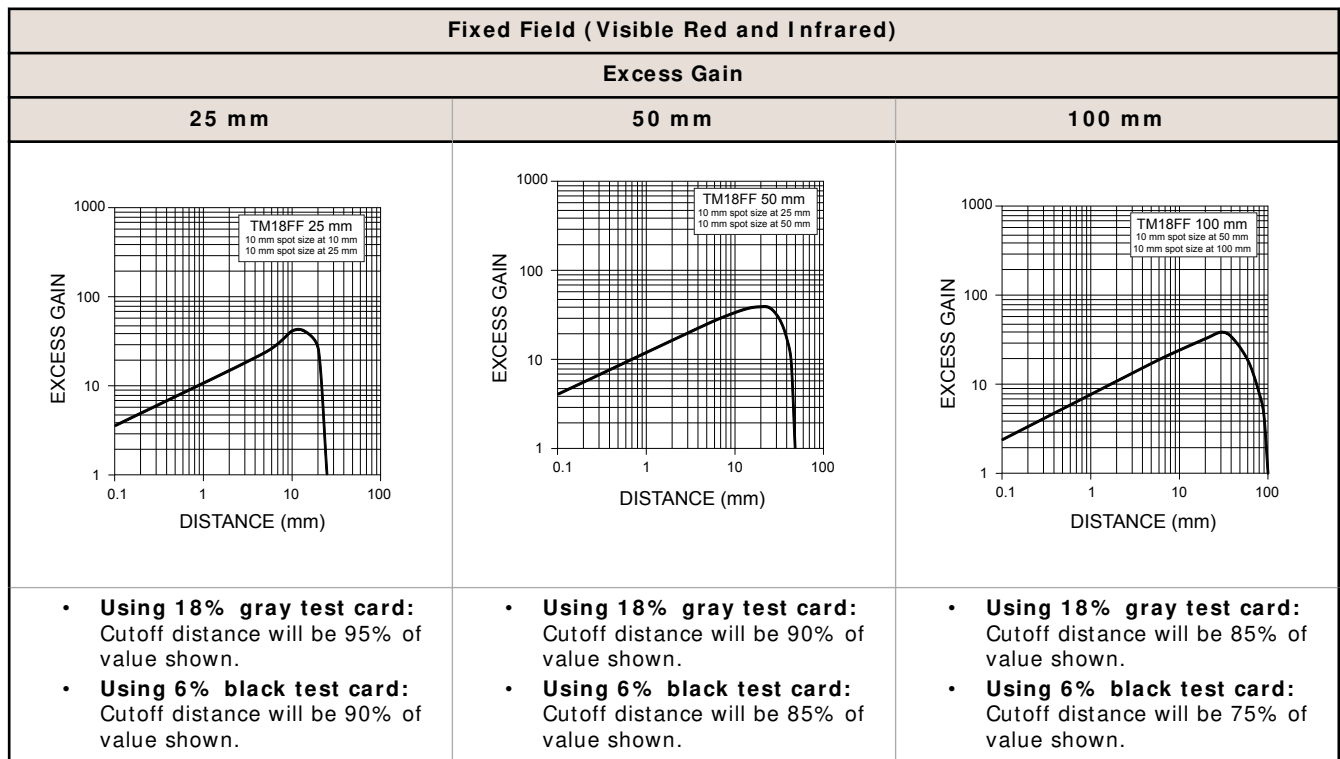 Fixed Field (Visible Red and Infrared)
Excess Gain
25 mm
50 mm
100 mm
1000
100
10
1
0.1
1
10
100
EXCESS GAIN
DISTANCE (mm)
TM18FF 25 mm
10 mm spot size at 10 mm
10 mm spot size at 25 mm
1000
100
10
1
0.1
1
10
100
EXCESS GAIN
DISTANCE (mm)
TM18FF 50 mm
10 mm spot size at 25 mm
10 mm spot size at 50 mm
1000
100
10
1
0.1
1
10
100
EXCESS GAIN
DISTANCE (mm)
TM18FF 100 mm
10 mm spot size at 50 mm
10 mm spot size at 100 mm
• Using 18% gray test card:
Cutoff distance will be 95% of
value shown.
• Using 6% black test card:
Cutoff distance will be 90% of
value shown.
• Using 18% gray test card:
Cutoff distance will be 90% of
value shown.
• Using 6% black test card:
Cutoff distance will be 85% of
value shown.
• Using 18% gray test card:
Cutoff distance will be 85% of
value shown.
• Using 6% black test card:
Cutoff distance will be 75% of
value shown.